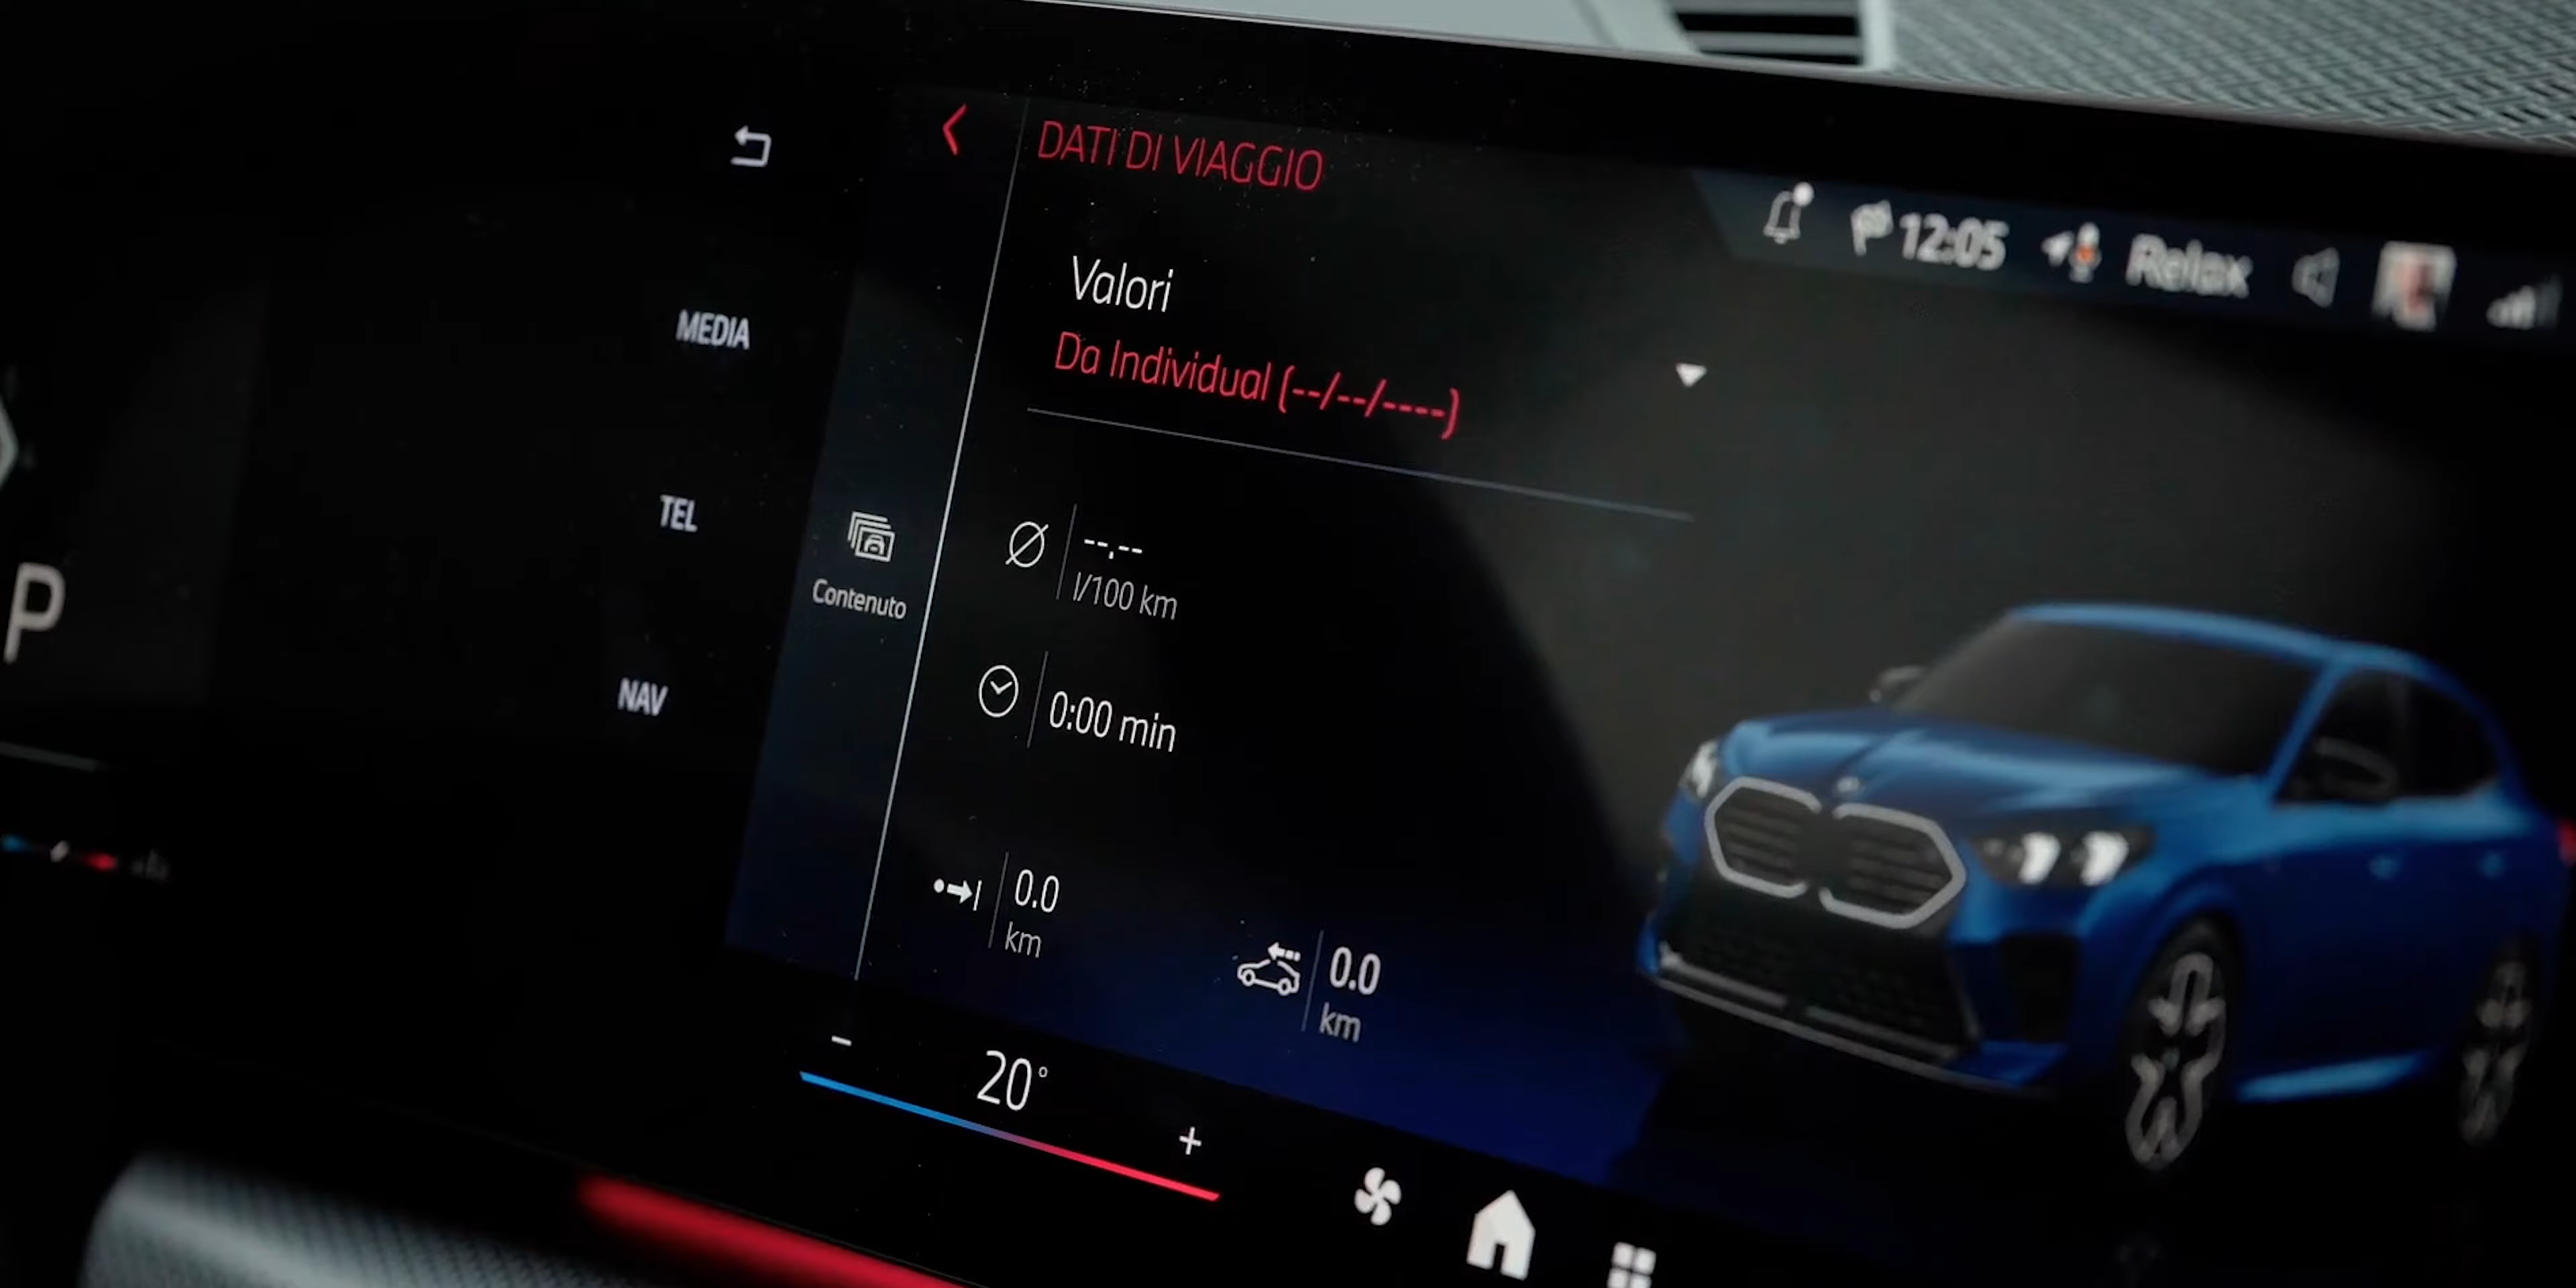 DATI DI VIAGGIO
12:05
Relax
Valori
Da Individual (--/--/----)
MEDIA
TEL
NAV
P
Contenuto
--,--
l/100 km
0:00 min
0.0
km
0.0
km
- 20° +